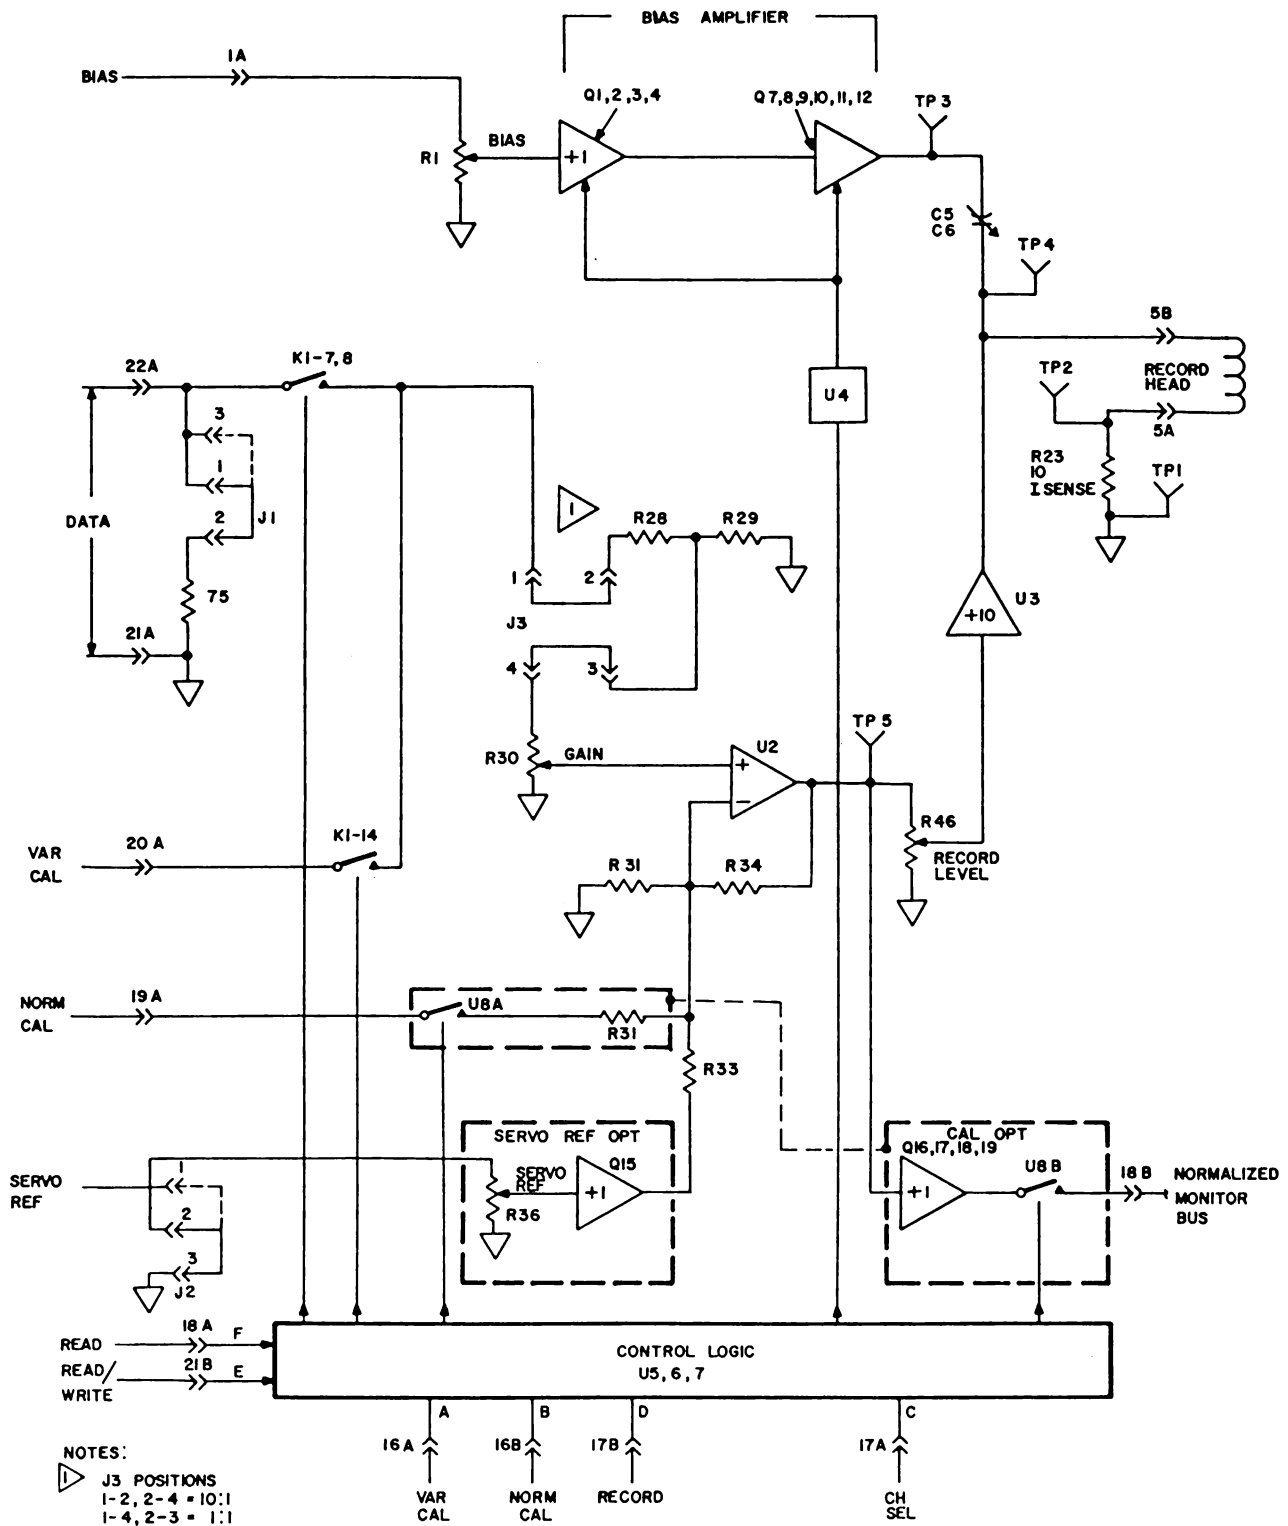 BIAS AMPLIFIER
1A
BIAS
Q1,2,3,4
Q7,8,9,10,11,12
TP3
R1
BIAS
+1
C5
C6
TP4
5B
22A
K1-7,8
U4
TP2
RECORD
HEAD
5A
3
1
2
J1
DATA
R23
10
I SENSE
TP1
1
R28
R29
1
2
75
J3
U3
+10
21A
4
3
TP5
R30
GAIN
U2
+
-
R46
RECORD
LEVEL
K1-14
20A
VAR
CAL
R31
R34
NORM
CAL
19A
U8A
R31
R33
SERVO REF OPT
CAL OPT
Q16,17,18,19
SERVO
REF
1
2
3
J2
SERVO
REF
Q15
+1
R36
+1
U8B
18B
NORMALIZED
MONITOR
BUS
READ
18A
F
READ/
WRITE
21B
E
CONTROL LOGIC
U5,6,7
A
B
D
C
16A
16B
17B
17A
VAR
CAL
NORM
CAL
RECORD
CH
SEL
NOTES:
1
J3 POSITIONS
1-2, 2-4 = 10:1
1-4, 2-3 = 1:1